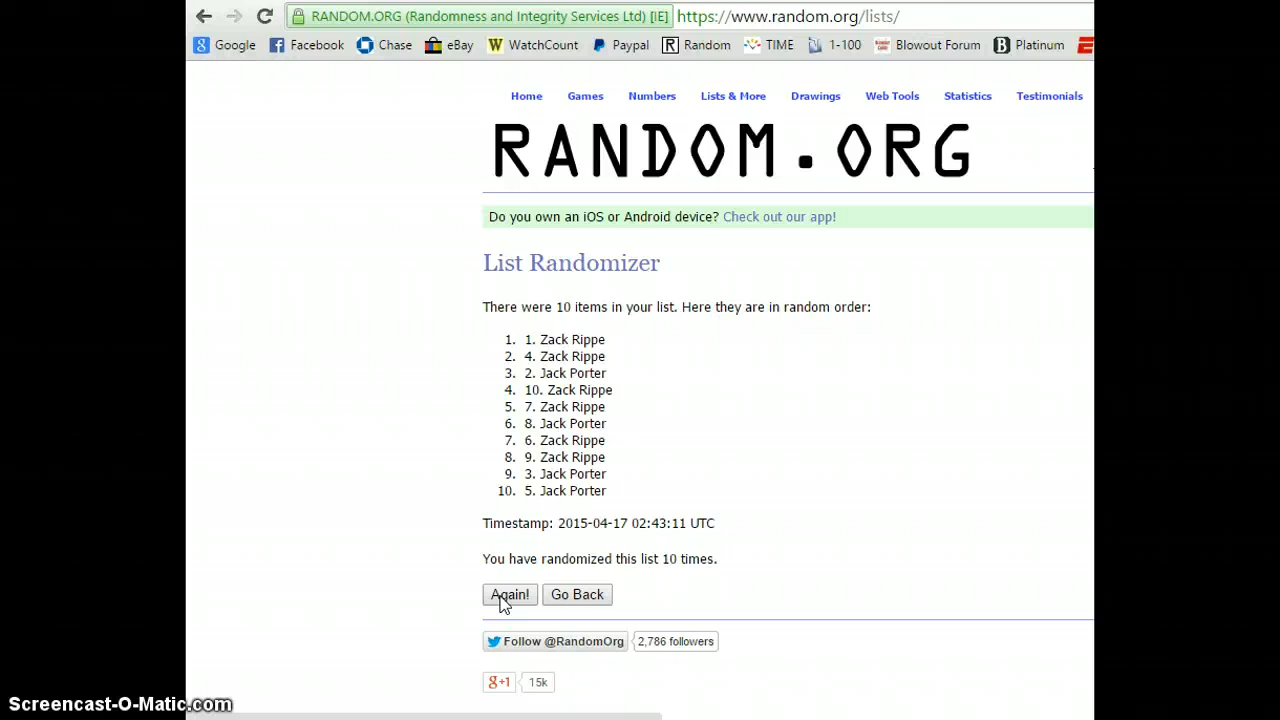 RANDOM.ORG (Randomness and Integrity Services Ltd) [IE] https://www.random.org/lists/
Google Facebook Chase eBay WatchCount Paypal Random TIME 1-100 Blowout Forum Platinum
Home Games Numbers Lists & More Drawings Web Tools Statistics Testimonials
RANDOM.ORG
Do you own an iOS or Android device? Check out our app!
List Randomizer
There were 10 items in your list. Here they are in random order:
1. 1. Zack Rippe
2. 4. Zack Rippe
3. 2. Jack Porter
4. 10. Zack Rippe
5. 7. Zack Rippe
6. 8. Jack Porter
7. 6. Zack Rippe
8. 9. Zack Rippe
9. 3. Jack Porter
10. 5. Jack Porter
Timestamp: 2015-04-17 02:43:11 UTC
You have randomized this list 10 times.
Again! Go Back
Follow @RandomOrg 2,786 followers
g+1 15k
Screencast-O-Matic.com